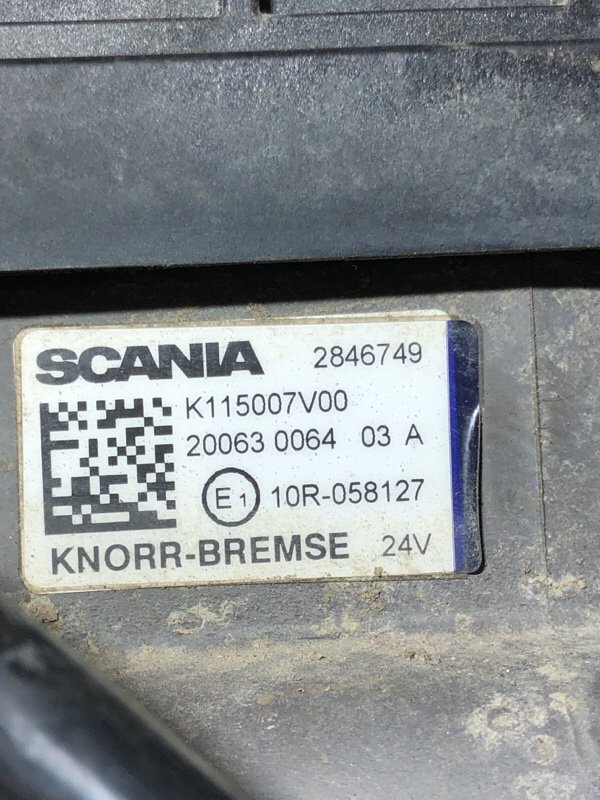 SCANIA 2846749
K115007V00
20063 0064 03 A
E1 10R-058127
KNORR-BREMSE 24V